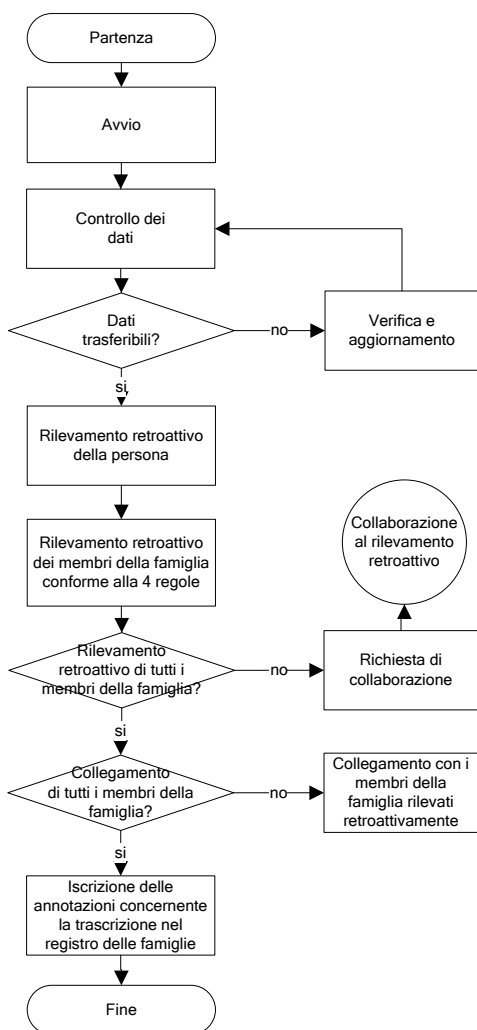 Partenza
Avvio
Controllo dei
dati
Dati
trasferibili?
no
Verifica e
aggiornamento
si
Rilevamento retroattivo
della persona
Rilevamento retroattivo
dei membri della famiglia
conforme alla 4 regole
Collaborazione
al rilevamento
retroattivo
Rilevamento
retroattivo di tutti i
membri della famiglia?
no
Richiesta di
collaborazione
si
Collegamento
di tutti i membri della
famiglia?
no
Collegamento con i
membri della
famiglia rilevati
retroattivamente
si
Iscrizione delle
annotazioni concernente
la trascrizione nel
registro delle famiglie
Fine